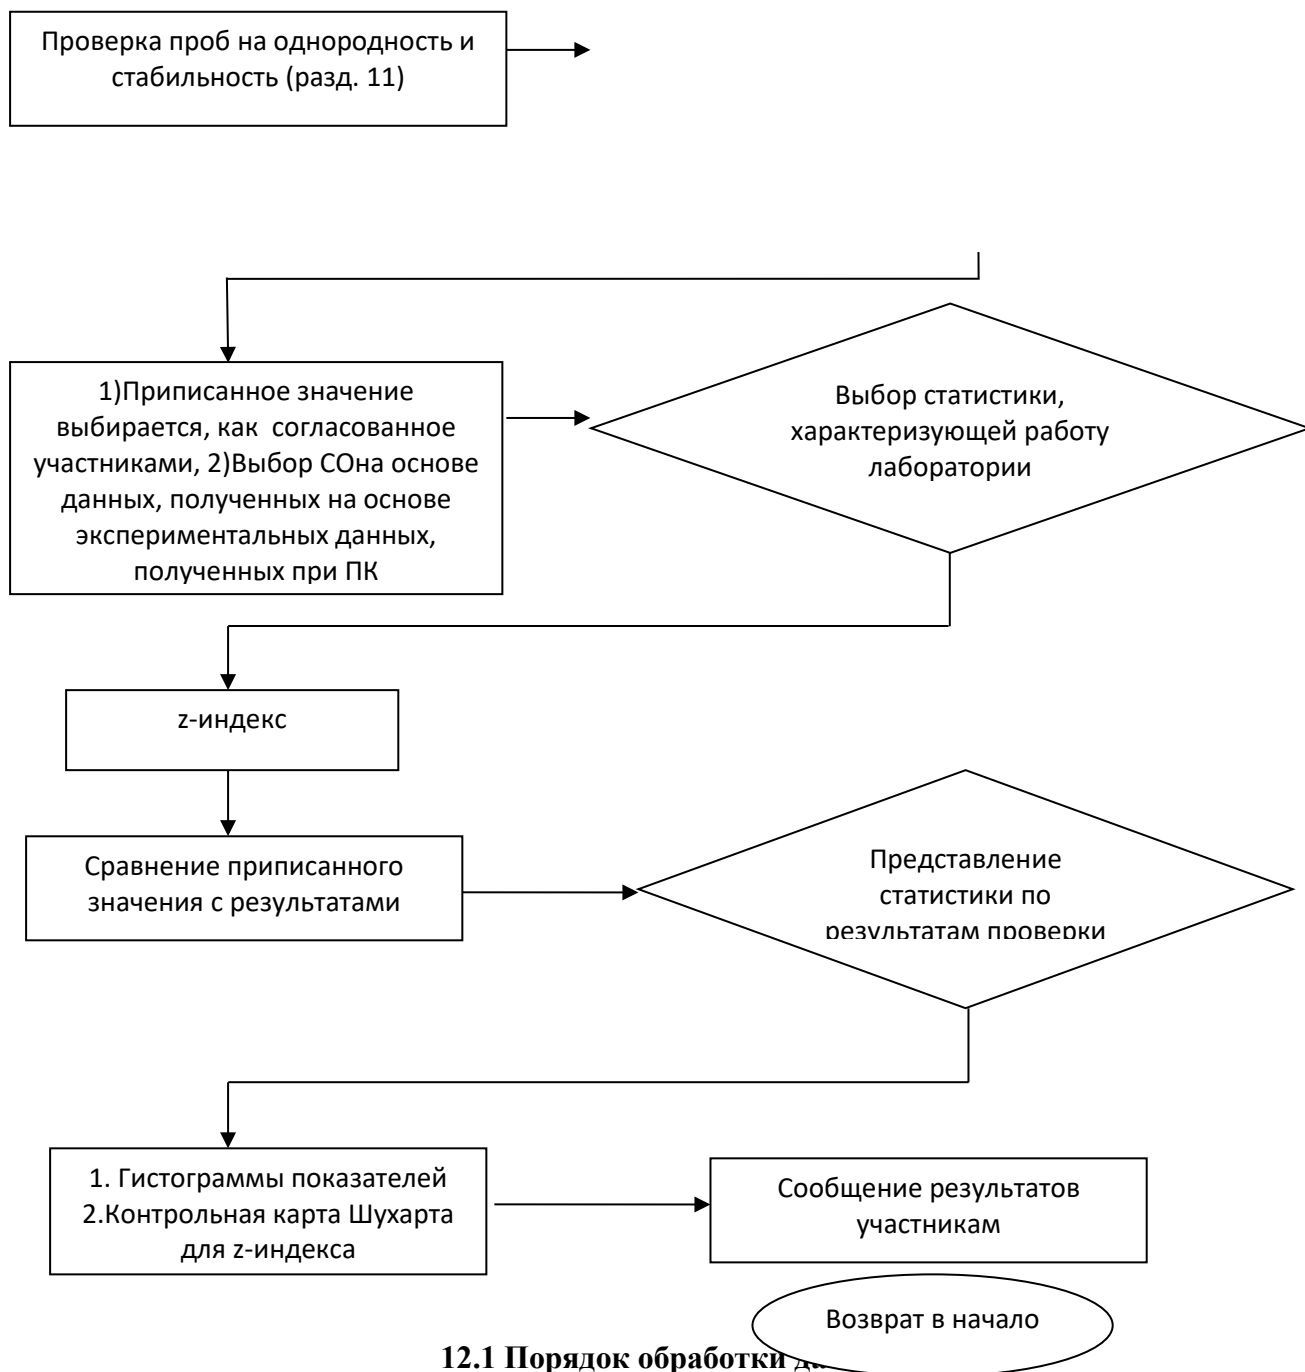 Проверка проб на однородность и
стабильность (разд. 11)
1)Приписанное значение
выбирается, как согласованное
участниками, 2)Выбор СОна основе
данных, полученных на основе
экспериментальных данных,
полученных при ПК
Выбор статистики,
характеризующей работу
лаборатории
z-индекс
Сравнение приписанного
значения с результатами
Представление
статистики по
результатам проверки
1. Гистограммы показателей
2.Контрольная карта Шухарта
для z-индекса
Сообщение результатов
участникам
Возврат в начало
12.1 Порядок обработки